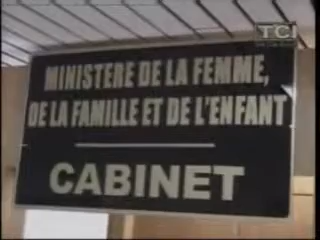 TCI
MINISTERE DE LA FEMME,
DE LA FAMILLE ET DE L'ENFANT
CABINET